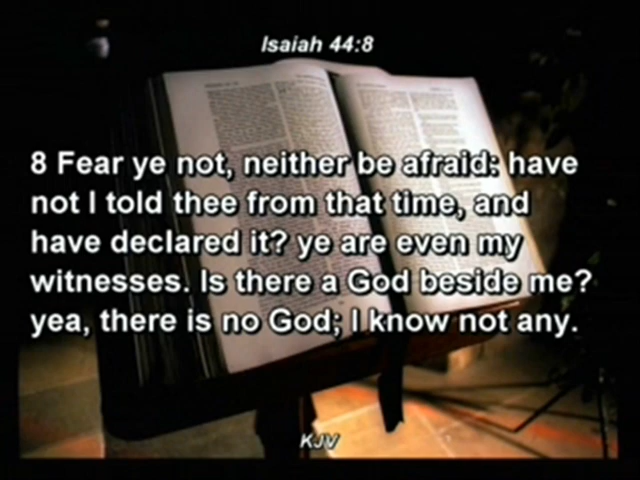 Isaiah 44:8
8 Fear ye not, neither be afraid: have
not I told thee from that time, and
have declared it? ye are even my
witnesses. Is there a God beside me?
yea, there is no God; I know not any.
KJV